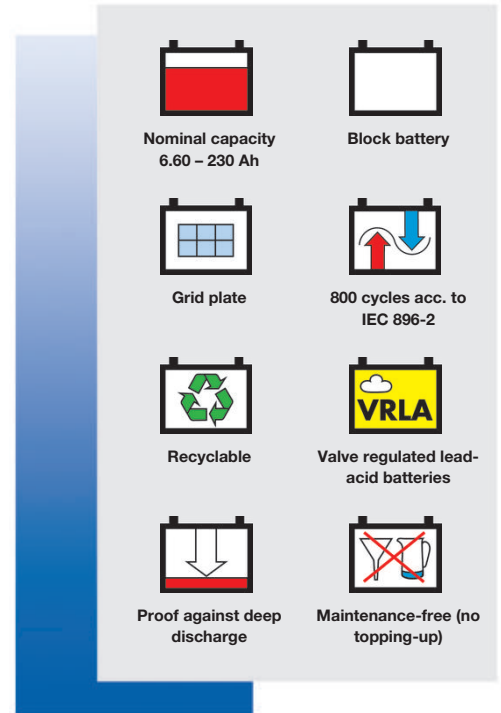 Nominal capacity
6.60 – 230 Ah
Block battery
Grid plate
800 cycles acc. to
IEC 896-2
Recyclable
VRLA
Valve regulated lead-
acid batteries
Proof against deep
discharge
Maintenance-free (no
topping-up)